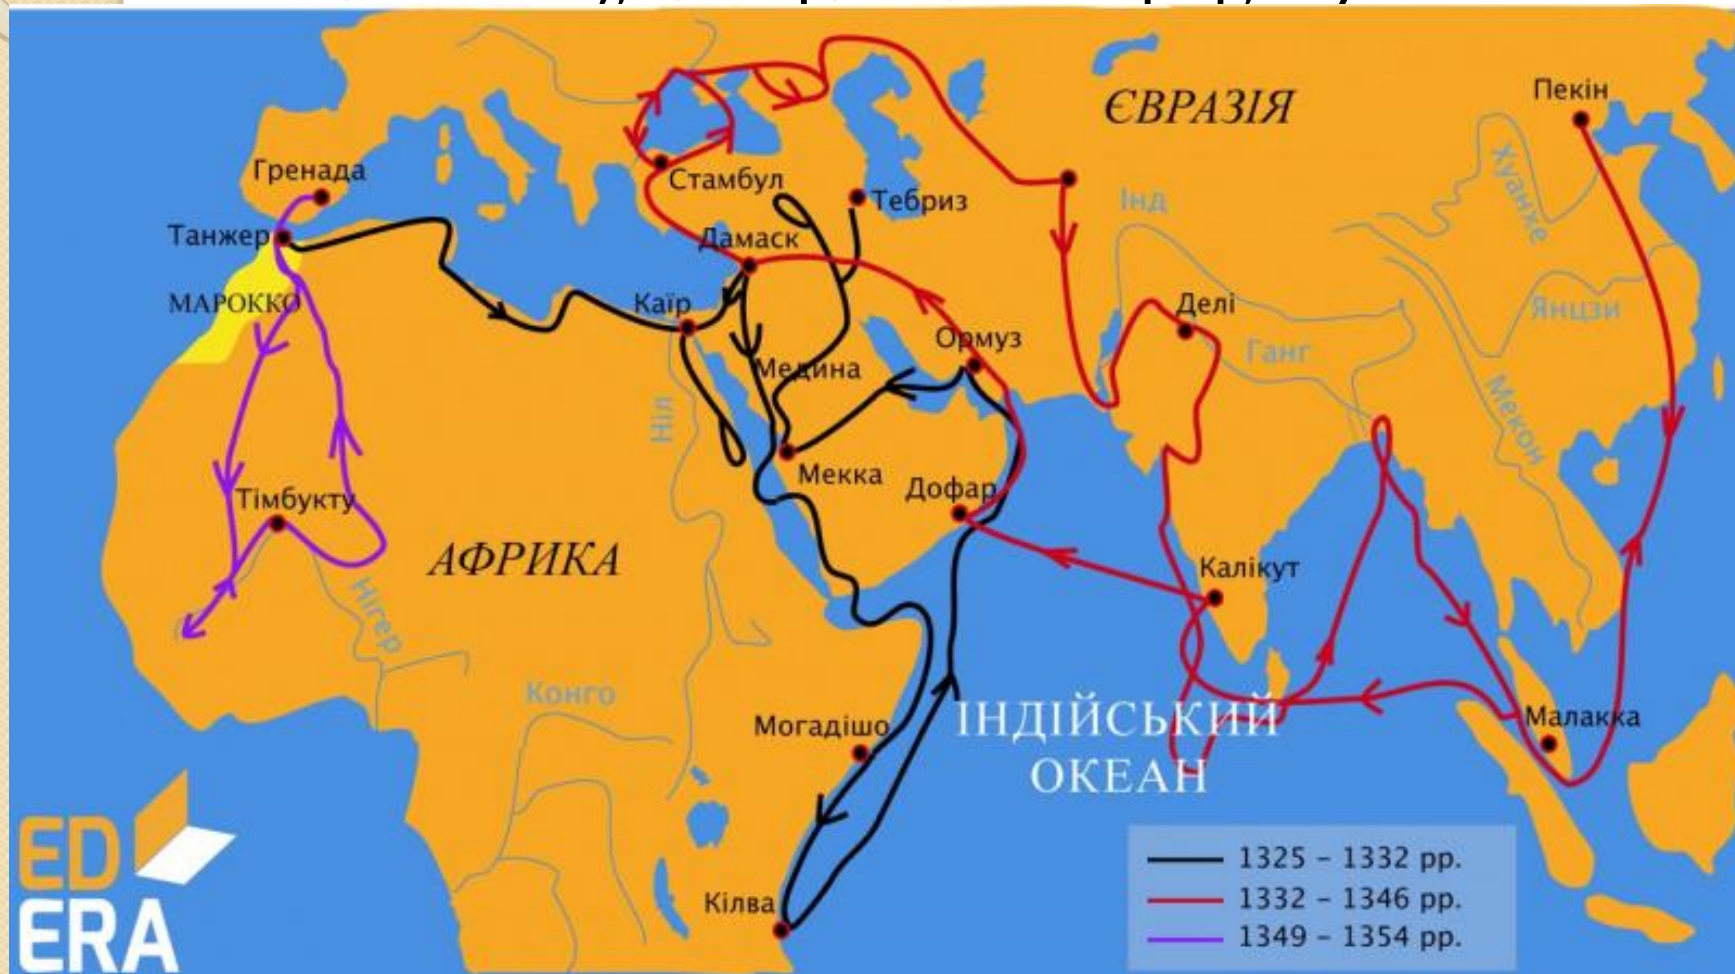 ЄВРАЗІЯ
Пекін
Гренада
Стамбул
Тебриз
Інд
Хуанхе
Танжер
Дамаск
МАРОККО
Каїр
Ормуз
Делі
Янцзи
Ганг
Медина
Ніл
Мекон
Мекка
Дофар
Тімбукту
АФРИКА
Калікут
Нігер
Конго
Могадішо
ІНДІЙСЬКИЙ
ОКЕАН
Малакка
Кілва
ED
ERA
1325 – 1332 рр.
1332 – 1346 рр.
1349 – 1354 рр.